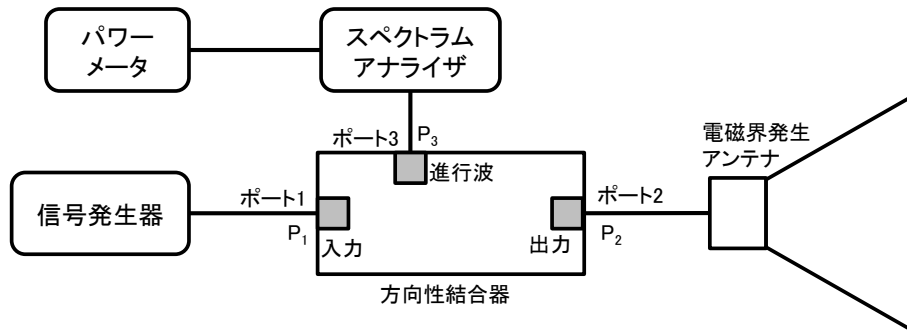 パワー
メータ
スペクトラム
アナライザ
ポート3
P3
進行波
電磁界発生
アンテナ
信号発生器
ポート1
P1
入力
出力
ポート2
P2
方向性結合器